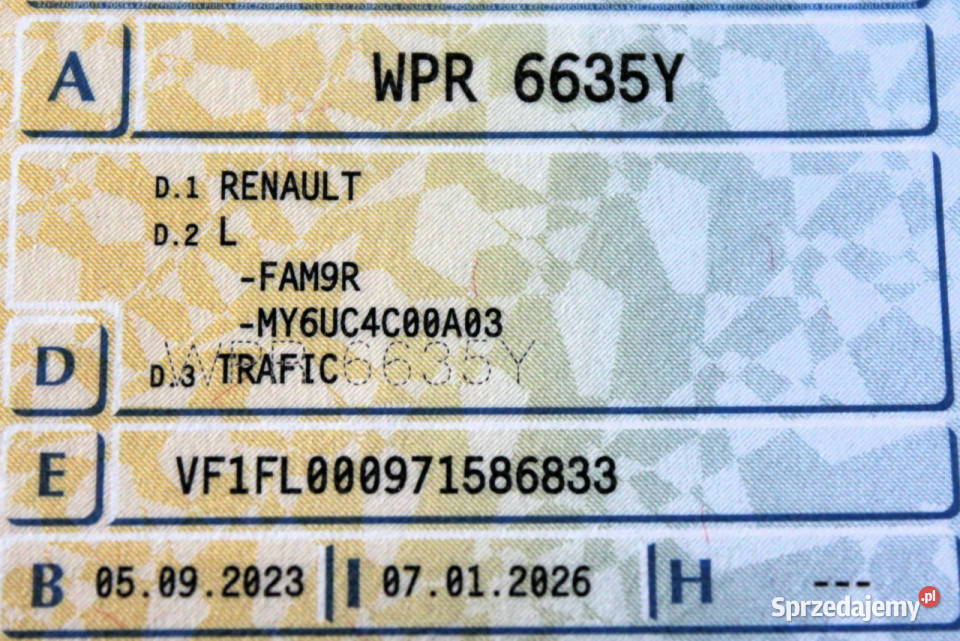 A WPR 6635Y
D.1 RENAULT
D.2 L
-FAM9R
-MY6UC4C00A03
WPR 6635Y
D D.3 TRAFIC
E VF1FL000971586833
B 05.09.2023 I 07.01.2026 H ---
Sprzedajemy.pl